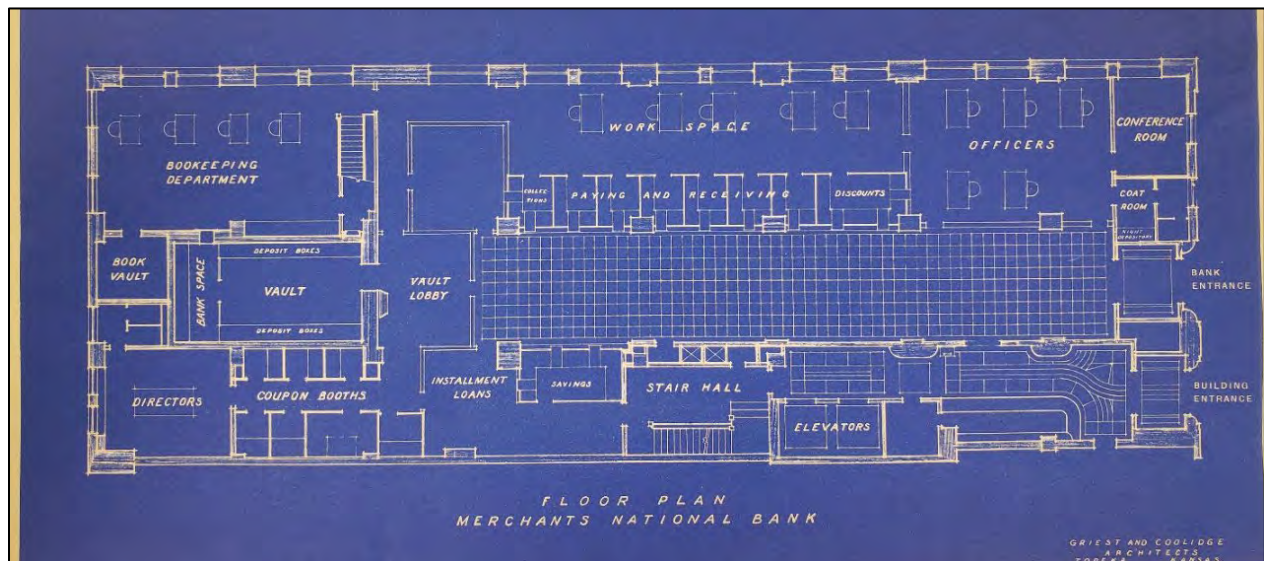 WORK SPACE
CONFERENCE
ROOM
OFFICERS
BOOKEEPING
DEPARTMENT
COLLEC
TIONS
PAYING AND RECEIVING
DISCOUNTS
COAT
ROOM
NIGHT
DEPOSITORY
DEPOSIT BOXES
BOOK
VAULT
BANK SPACE
VAULT
VAULT
LOBBY
BANK
ENTRANCE
DEPOSIT BOXES
DIRECTORS
COUPON BOOTHS
INSTALLMENT
LOANS
SAVINGS
STAIR HALL
ELEVATORS
BUILDING
ENTRANCE
FLOOR PLAN
MERCHANTS NATIONAL BANK
GRIEST AND COOLIDGE
ARCHITECTS
TOPEKA KANSAS